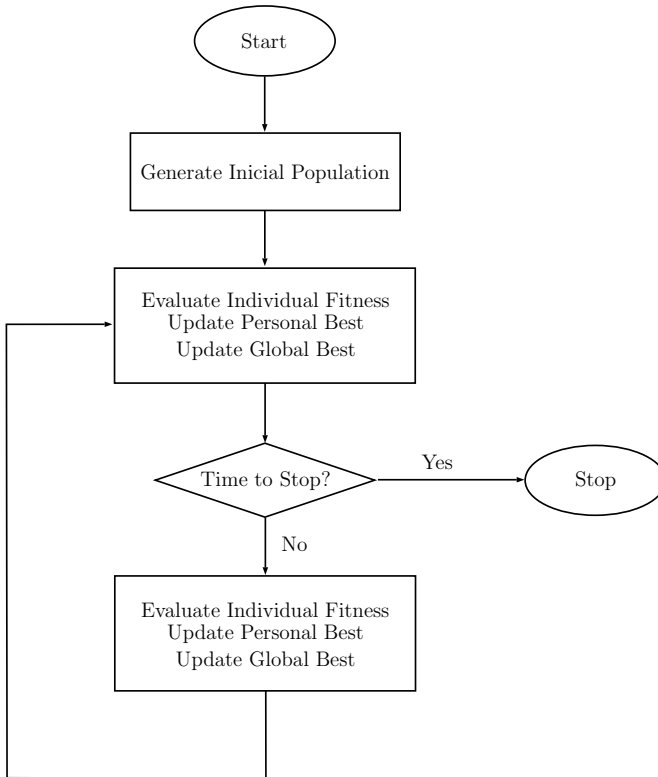 Start
Generate Inicial Population
Evaluate Individual Fitness
Update Personal Best
Update Global Best
Time to Stop?
Yes
Stop
No
Evaluate Individual Fitness
Update Personal Best
Update Global Best